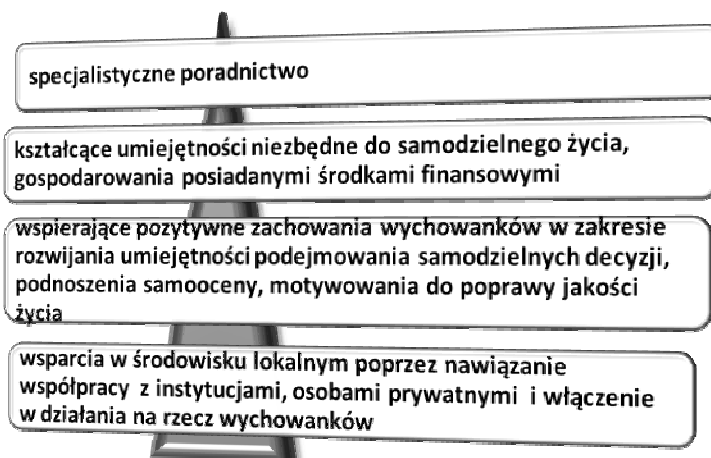 specjalistyczne poradnictwo
kształcące umiejętności niezbędne do samodzielnego życia,
gospodarowania posiadanymi środkami finansowymi
wspierające pozytywne zachowania wychowanków w zakresie
rozwijania umiejętności podejmowania samodzielnych decyzji,
podnoszenia samooceny, motywowania do poprawy jakości
życia
wsparcia w środowisku lokalnym poprzez nawiązanie
współpracy z instytucjami, osobami prywatnymi i włączenie
w działania na rzecz wychowanków